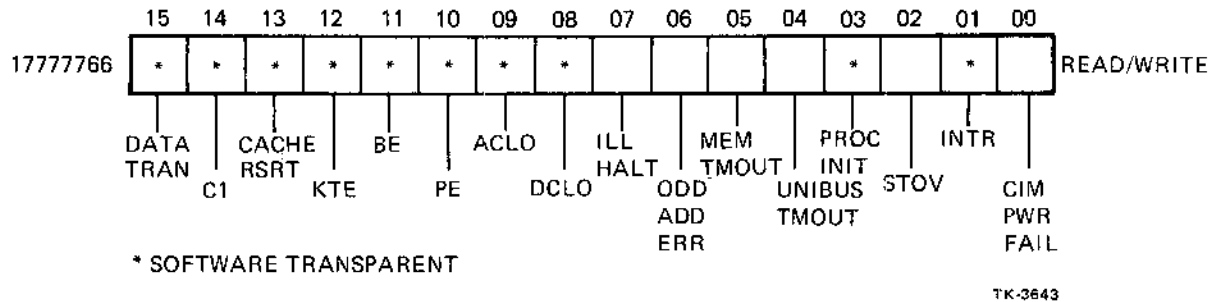 15 14 13 12 11 10 09 08 07 06 05 04 03 02 01 00
17777766 * * * * * * * * * * READ/WRITE
DATA TRAN
C1
CACHE RSRT
KTE
BE
PE
ACLO
DCLO
ILL HALT
ODD ADD ERR
MEM TMOUT
UNIBUS TMOUT
PROC INIT
STOV
INTR
CIM PWR FAIL
* SOFTWARE TRANSPARENT
TK-3643